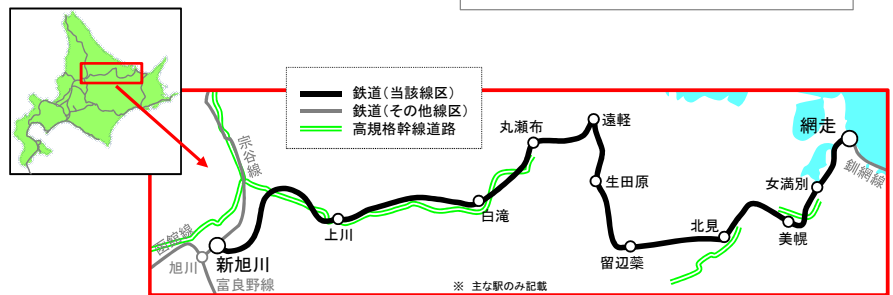 鉄道(当該線区)
鉄道(その他線区)
高規格幹線道路
宗谷線
函館線
旭川
新旭川
富良野線
上川
白滝
丸瀬布
遠軽
生田原
留辺蘂
北見
美幌
女満別
網走
釧網線
※ 主な駅のみ記載